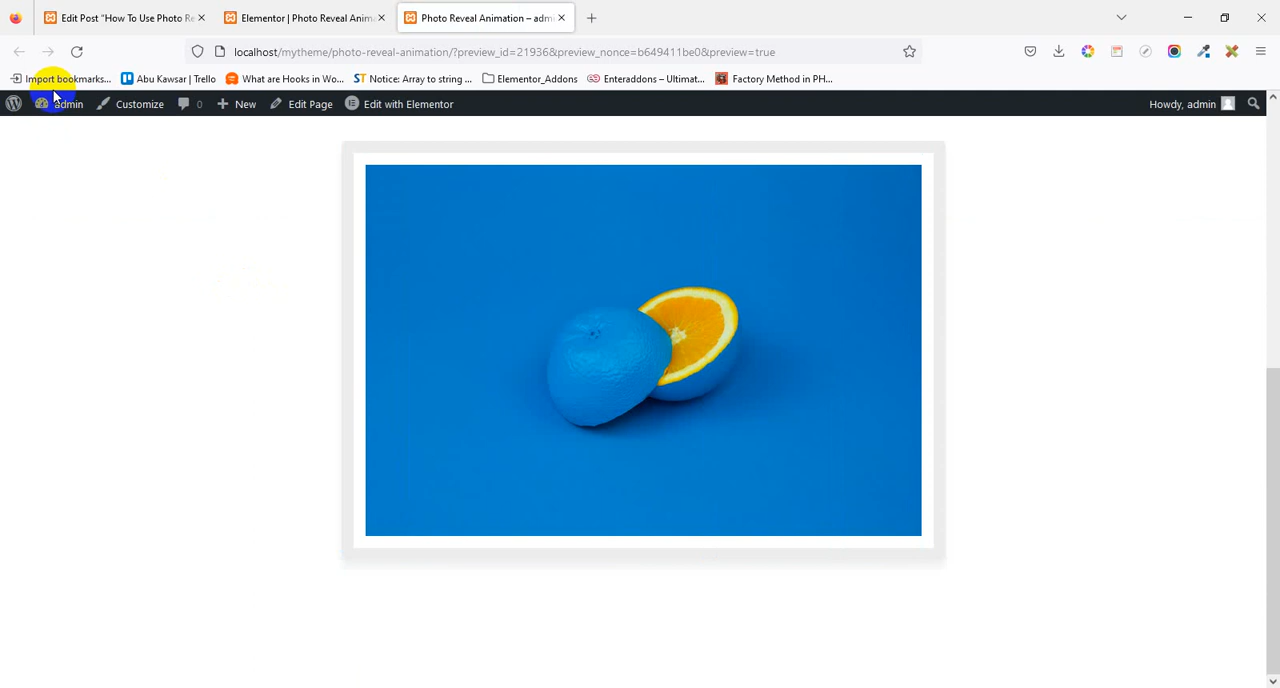 Edit Post “How To Use Photo Re
Elementor | Photo Reveal Anima
Photo Reveal Animation – adm
localhost/mytheme/photo-reveal-animation/?preview_id=21936&preview_nonce=b649411be0&preview=true
Import bookmarks...
Abu Kawsar | Trello
What are Hooks in Wo...
ST Notice: Array to string ...
Elementor_Addons
Enteraddons – Ultimat...
Factory Method in PH...
admin
Customize
0
New
Edit Page
Edit with Elementor
Howdy, admin